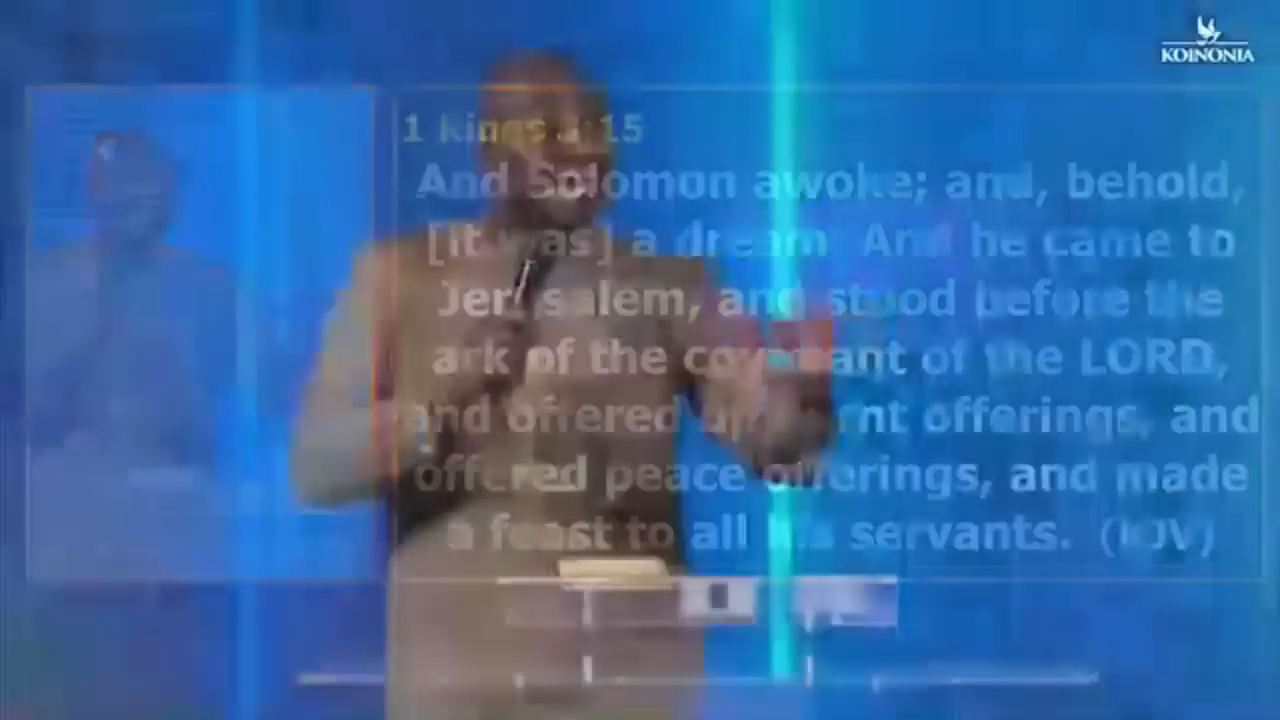 KOINONIA
1 Kings 3:15
And Solomon awoke; and, behold,
[it was] a dream. And he came to
Jerusalem, and stood before the
ark of the covenant of the LORD,
and offered up burnt offerings, and
offered peace offerings, and made
a feast to all his servants. (KJV)